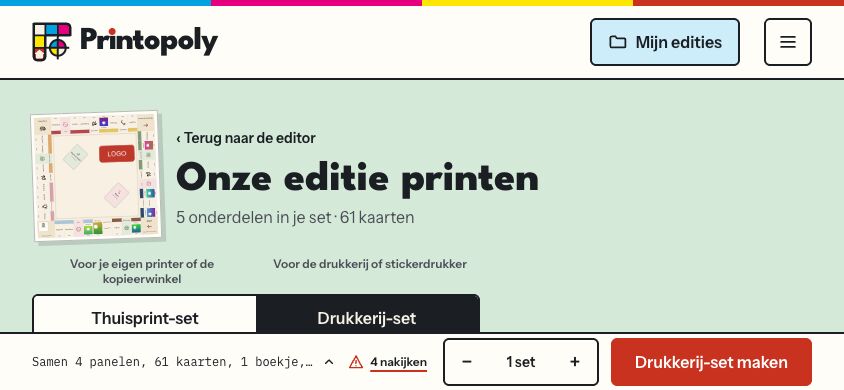 Printopoly
Mijn edities
LOGO
‹ Terug naar de editor
Onze editie printen
5 onderdelen in je set · 61 kaarten
Voor je eigen printer of de
kopieerwinkel
Voor de drukkerij of stickerdrukker
Thuisprint-set
Drukkerij-set
Samen 4 panelen, 61 kaarten, 1 boekje,…
4 nakijken
− 1 set +
Drukkerij-set maken